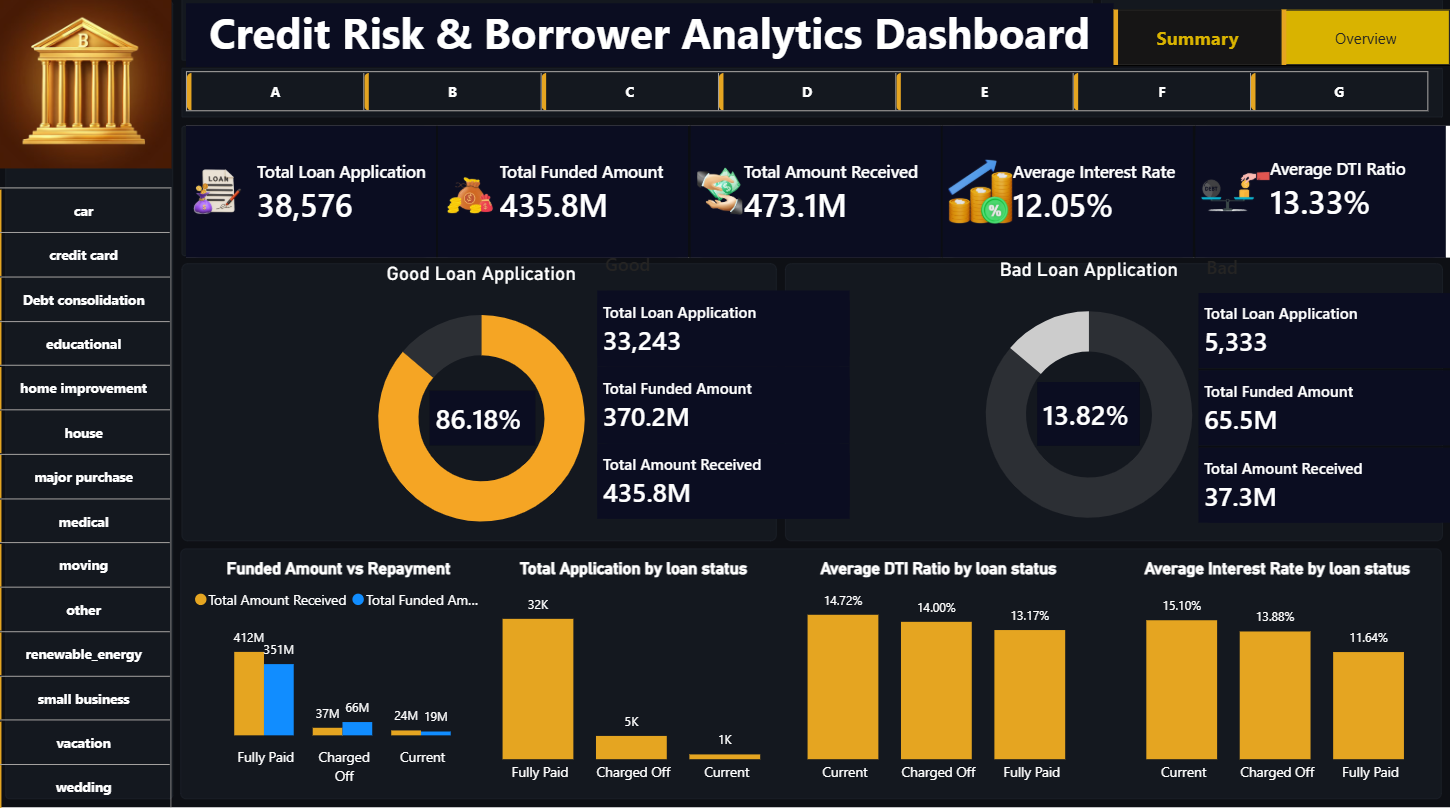 Credit Risk & Borrower Analytics Dashboard
Summary
Overview
A
B
C
D
E
F
G
B
car
credit card
Debt consolidation
educational
home improvement
house
major purchase
medical
moving
other
renewable_energy
small business
vacation
wedding
LOAN
Total Loan Application
38,576
Total Funded Amount
435.8M
Total Amount Received
473.1M
%
Average Interest Rate
12.05%
DEBT
Average DTI Ratio
13.33%
Good Loan Application
Good
86.18%
Total Loan Application
33,243
Total Funded Amount
370.2M
Total Amount Received
435.8M
Bad Loan Application
Bad
13.82%
Total Loan Application
5,333
Total Funded Amount
65.5M
Total Amount Received
37.3M
Funded Amount vs Repayment
Total Amount Received
Total Funded Am...
412M
351M
37M
66M
24M
19M
Fully Paid
Charged
Off
Current
Total Application by loan status
32K
5K
1K
Fully Paid
Charged Off
Current
Average DTI Ratio by loan status
14.72%
14.00%
13.17%
Current
Charged Off
Fully Paid
Average Interest Rate by loan status
15.10%
13.88%
11.64%
Current
Charged Off
Fully Paid